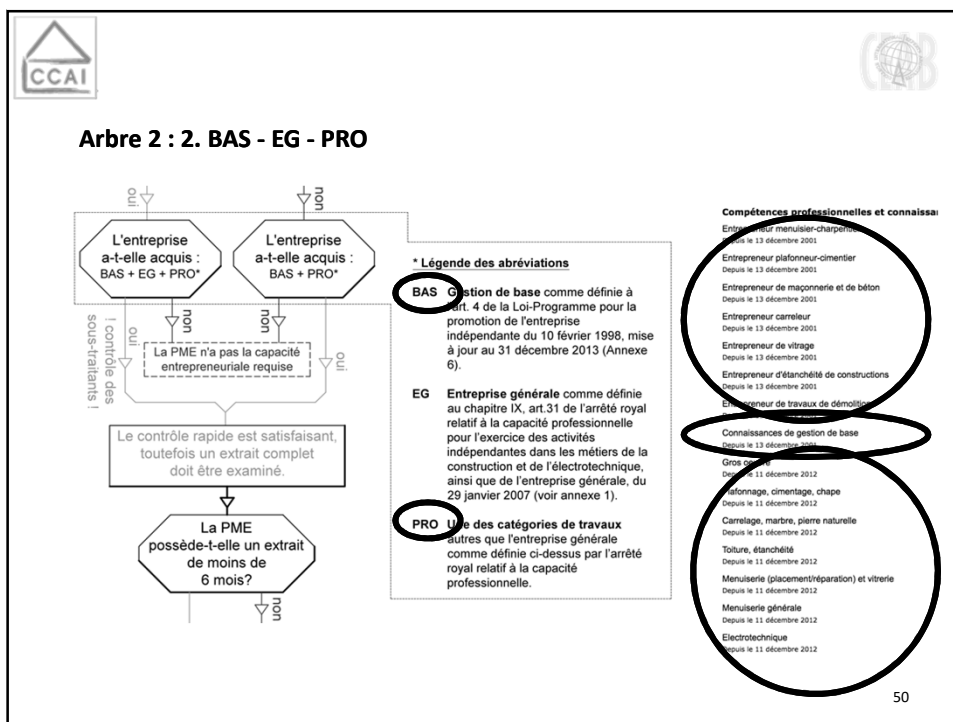 CCAI
Arbre 2 : 2. BAS - EG - PRO
oui
non
L'entreprise
a-t-elle acquis :
BAS + EG + PRO*
L'entreprise
a-t-elle acquis :
BAS + PRO*
! contrôle des
sous-traitants !
oui
non
non
oui
La PME n'a pas la capacité
entrepreneuriale requise
Le contrôle rapide est satisfaisant,
toutefois un extrait complet
doit être examiné.
La PME
possède-t-elle un extrait
de moins de
6 mois?
non
* Légende des abréviations
BAS Gestion de base comme définie à
l'art. 4 de la Loi-Programme pour la
promotion de l'entreprise
indépendante du 10 février 1998, mise
à jour au 31 décembre 2013 (Annexe
6).
EG Entreprise générale comme définie
au chapitre IX, art.31 de l'arrêté royal
relatif à la capacité professionnelle
pour l'exercice des activités
indépendantes dans les métiers de la
construction et de l'électrotechnique,
ainsi que de l'entreprise générale, du
29 janvier 2007 (voir annexe 1).
PRO Une des catégories de travaux
autres que l'entreprise générale
comme définie ci-dessus par l'arrêté
royal relatif à la capacité
professionnelle.
Compétences professionnelles et connaissa
Entrepreneur menuisier-charpentier
Depuis le 13 décembre 2001
Entrepreneur plafonneur-cimentier
Depuis le 13 décembre 2001
Entrepreneur de maçonnerie et de béton
Depuis le 13 décembre 2001
Entrepreneur carreleur
Depuis le 13 décembre 2001
Entrepreneur de vitrage
Depuis le 13 décembre 2001
Entrepreneur d'étanchéité de constructions
Depuis le 13 décembre 2001
Entrepreneur de travaux de démolition
Connaissances de gestion de base
Depuis le 13 décembre 2001
Gros oeuvre
Depuis le 11 décembre 2012
Plafonnage, cimentage, chape
Depuis le 11 décembre 2012
Carrelage, marbre, pierre naturelle
Depuis le 11 décembre 2012
Toiture, étanchéité
Depuis le 11 décembre 2012
Menuiserie (placement/réparation) et vitrerie
Depuis le 11 décembre 2012
Menuiserie générale
Depuis le 11 décembre 2012
Electrotechnique
Depuis le 11 décembre 2012
50